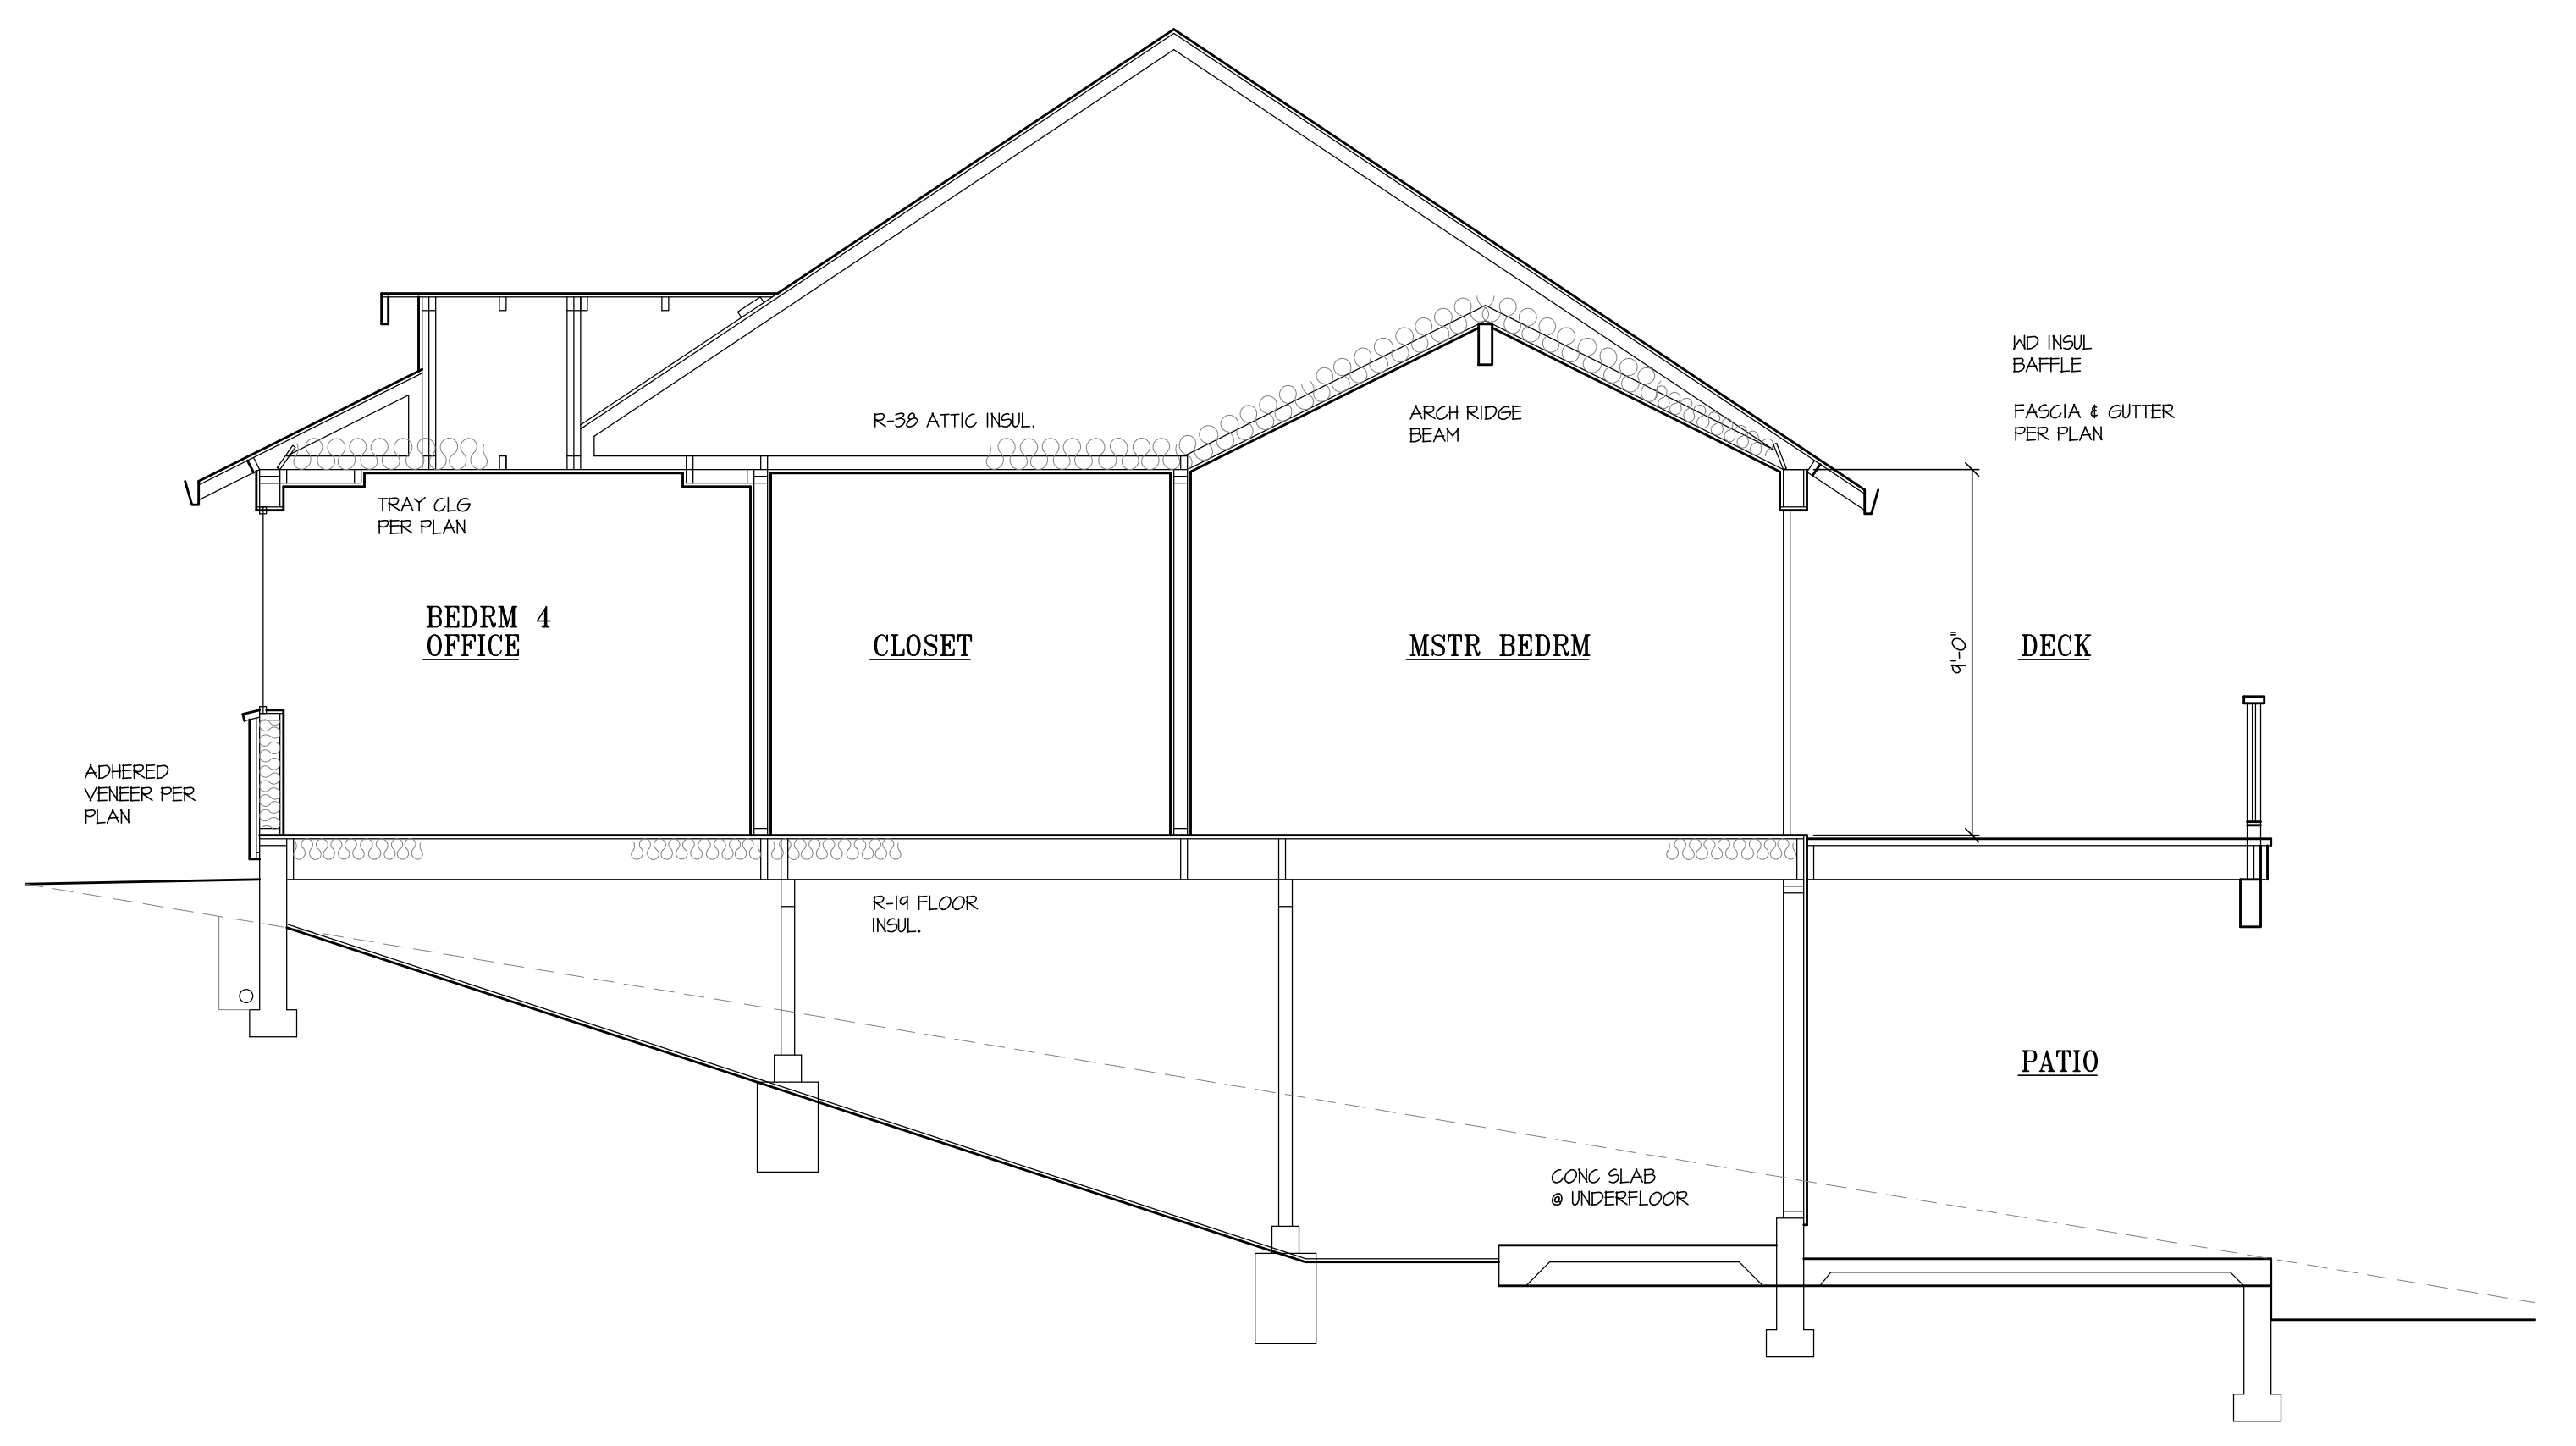 WD INSUL
BAFFLE
R-38 ATTIC INSUL.
ARCH RIDGE
BEAM
FASCIA & GUTTER
PER PLAN
TRAY CLG
PER PLAN
BEDRM 4
OFFICE
CLOSET
MSTR BEDRM
9'-0"
DECK
ADHERED
VENEER PER
PLAN
R-19 FLOOR
INSUL.
PATIO
CONC SLAB
@ UNDERFLOOR